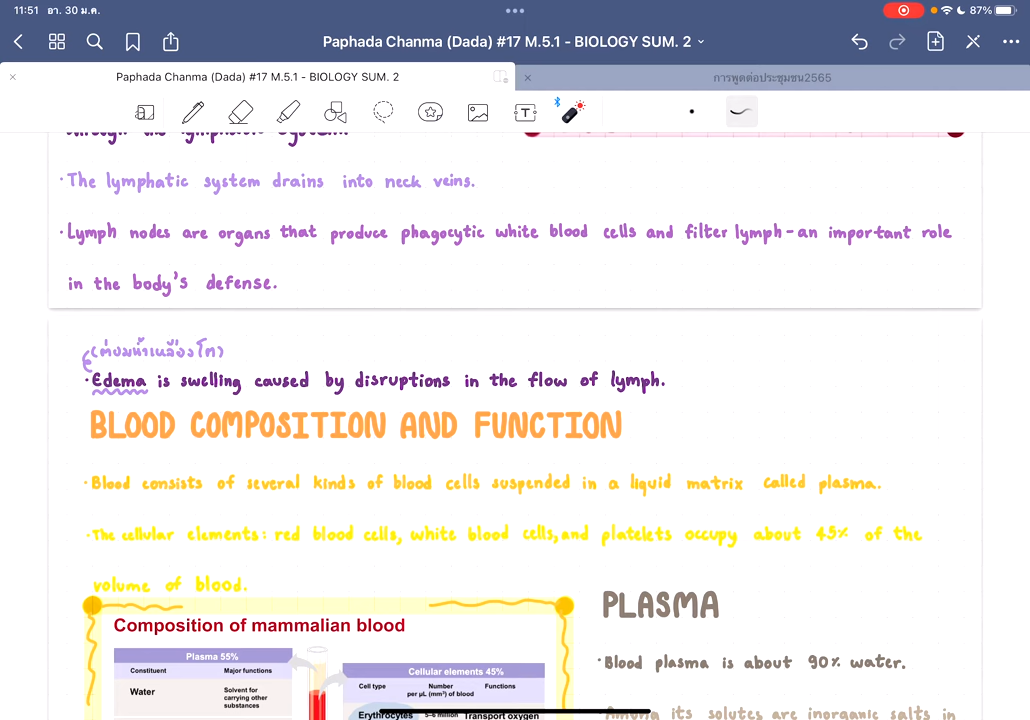 11:51 อา. 30 ม.ค.
87%
Paphada Chanma (Dada) #17 M.5.1 - BIOLOGY SUM. 2
Paphada Chanma (Dada) #17 M.5.1 - BIOLOGY SUM. 2
การพูดต่อประชุมชน2565
through the lymphatic system.
· The lymphatic system drains into neck veins.
· Lymph nodes are organs that produce phagocytic white blood cells and filter lymph - an important role
in the body's defense.
(ต่อมน้ำเหลืองโต)
· Edema is swelling caused by disruptions in the flow of lymph.
BLOOD COMPOSITION AND FUNCTION
· Blood consists of several kinds of blood cells suspended in a liquid matrix called plasma.
· The cellular elements: red blood cells, white blood cells, and platelets occupy about 45% of the
volume of blood.
Composition of mammalian blood
Plasma 55%
Constituent Major functions
Water Solvent for
carrying other
substances
Cellular elements 45%
Cell type Number Functions
per µL (mm³) of blood
Erythrocytes 5–6 million Transport oxygen
PLASMA
· Blood plasma is about 90% water.
Among its solutes are inorganic salts in